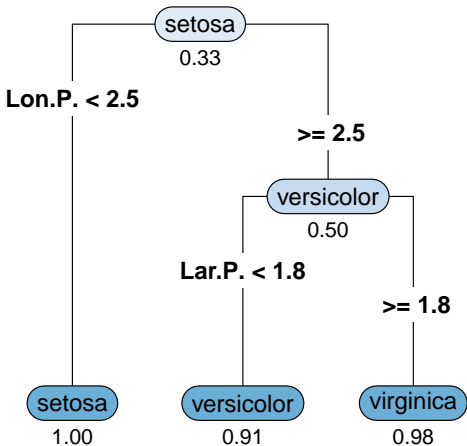 setosa
0.33
Lon.P. < 2.5
>= 2.5
versicolor
0.50
Lar.P. < 1.8
>= 1.8
setosa
versicolor
virginica
1.00
0.91
0.98